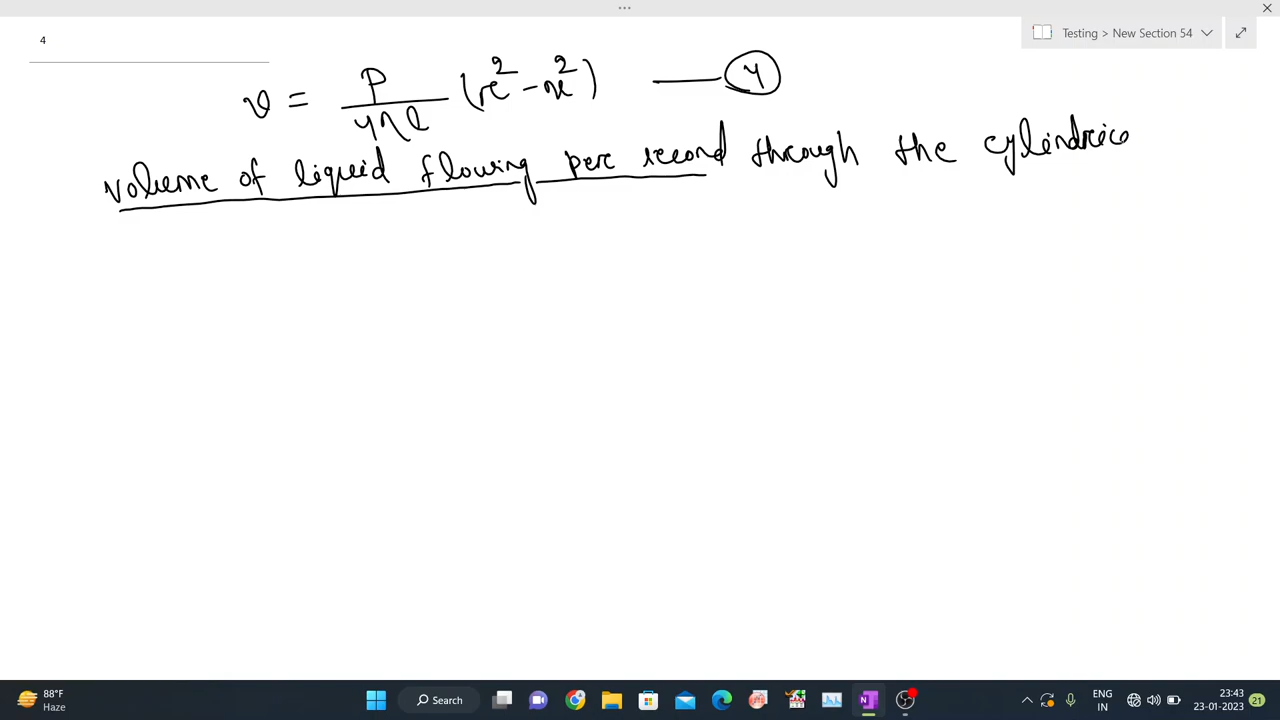 4
Testing > New Section 54
v = P/4ηl (r² - x²) —— 4
volume of liquid flowing per second through the cylindrica
88°F
Haze
Search
ENG
IN
23:43
23-01-2023
21